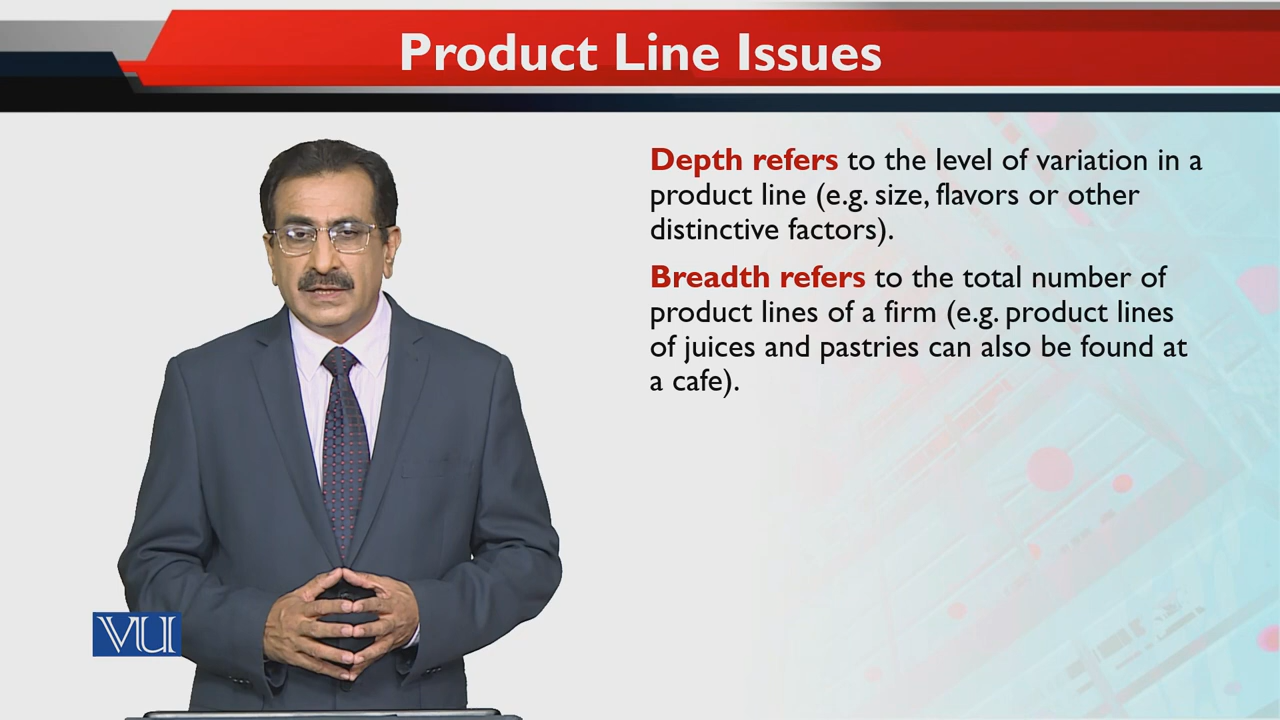 Product Line Issues
Depth refers to the level of variation in a
product line (e.g. size, flavors or other
distinctive factors).
Breadth refers to the total number of
product lines of a firm (e.g. product lines
of juices and pastries can also be found at
a cafe).
VU